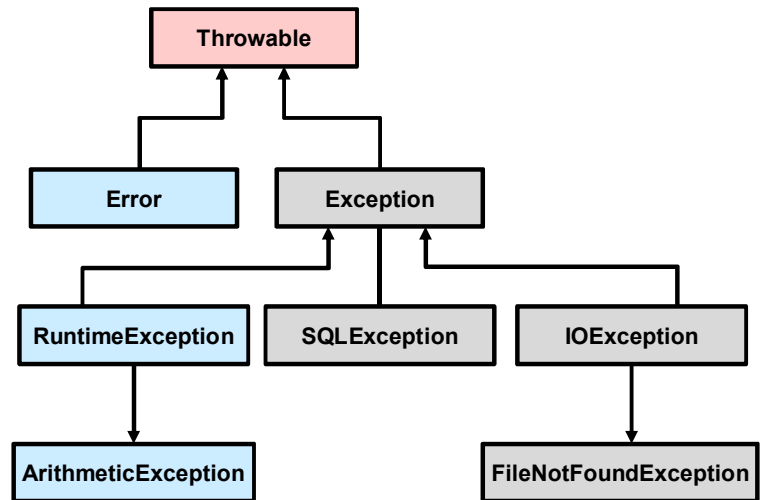 Throwable
Error
Exception
RuntimeException
SQLException
IOException
ArithmeticException
FileNotFoundException